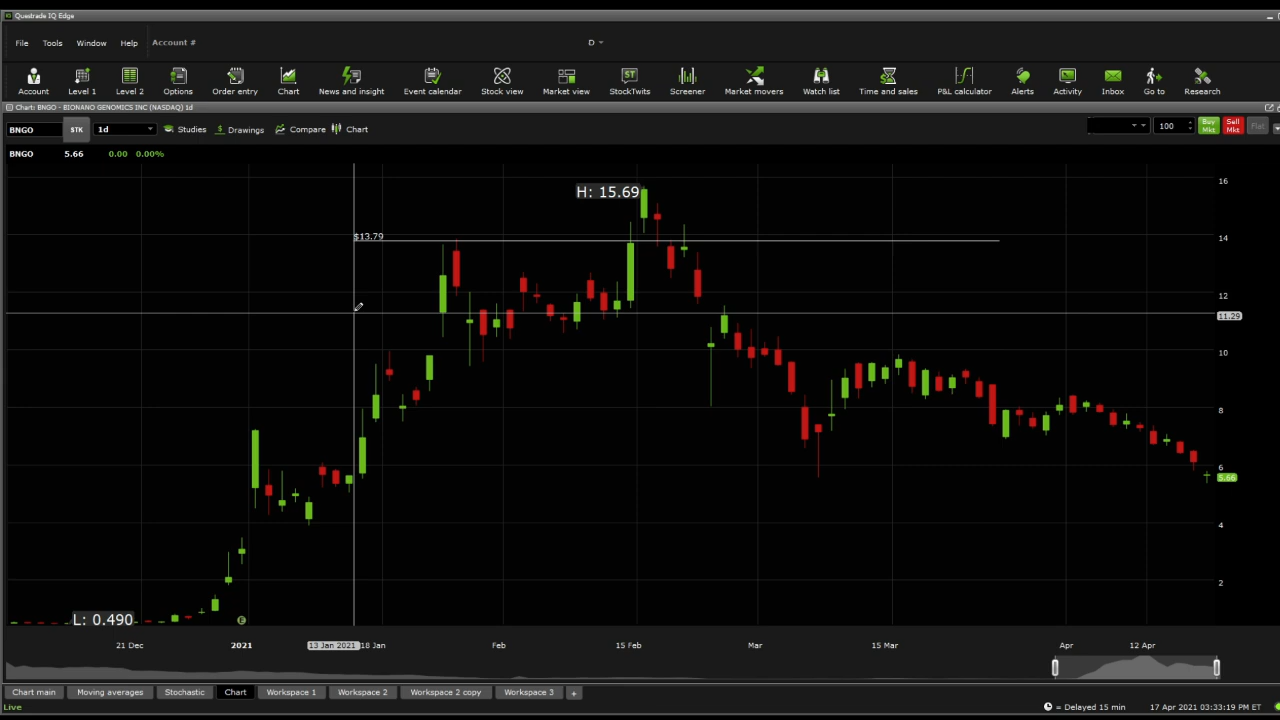 Questrade IQ Edge
File Tools Window Help Account # D
Account Level 1 Level 2 Options Order entry Chart News and insight Event calendar Stock view Market view ST StockTwits Screener Market movers Watch list Time and sales P&L calculator Alerts Activity Inbox Go to Research
Chart: BNGO - BIONANO GENOMICS INC (NASDAQ) 1d
BNGO STK 1d Studies Drawings Compare Chart 100 Buy Mkt Sell Mkt Flat
BNGO 5.66 0.00 0.00%
16
H: 15.69
$13.79
14
12
11.29
10
8
6
5.66
4
2
L: 0.490
E
21 Dec 2021 13 Jan 2021 18 Jan Feb 15 Feb Mar 15 Mar Apr 12 Apr
Chart main Moving averages Stochastic Chart Workspace 1 Workspace 2 Workspace 2 copy Workspace 3 +
Live = Delayed 15 min 17 Apr 2021 03:33:19 PM ET